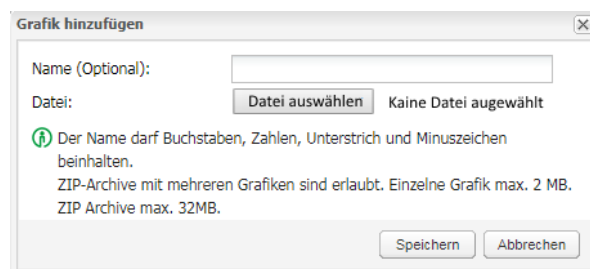 Grafik hinzufügen
Name (Optional):
Datei: Datei auswählen Kaine Datei augewählt
Der Name darf Buchstaben, Zahlen, Unterstrich und Minuszeichen
beinhalten.
ZIP-Archive mit mehreren Grafiken sind erlaubt. Einzelne Grafik max. 2 MB.
ZIP Archive max. 32MB.
Speichern Abbrechen